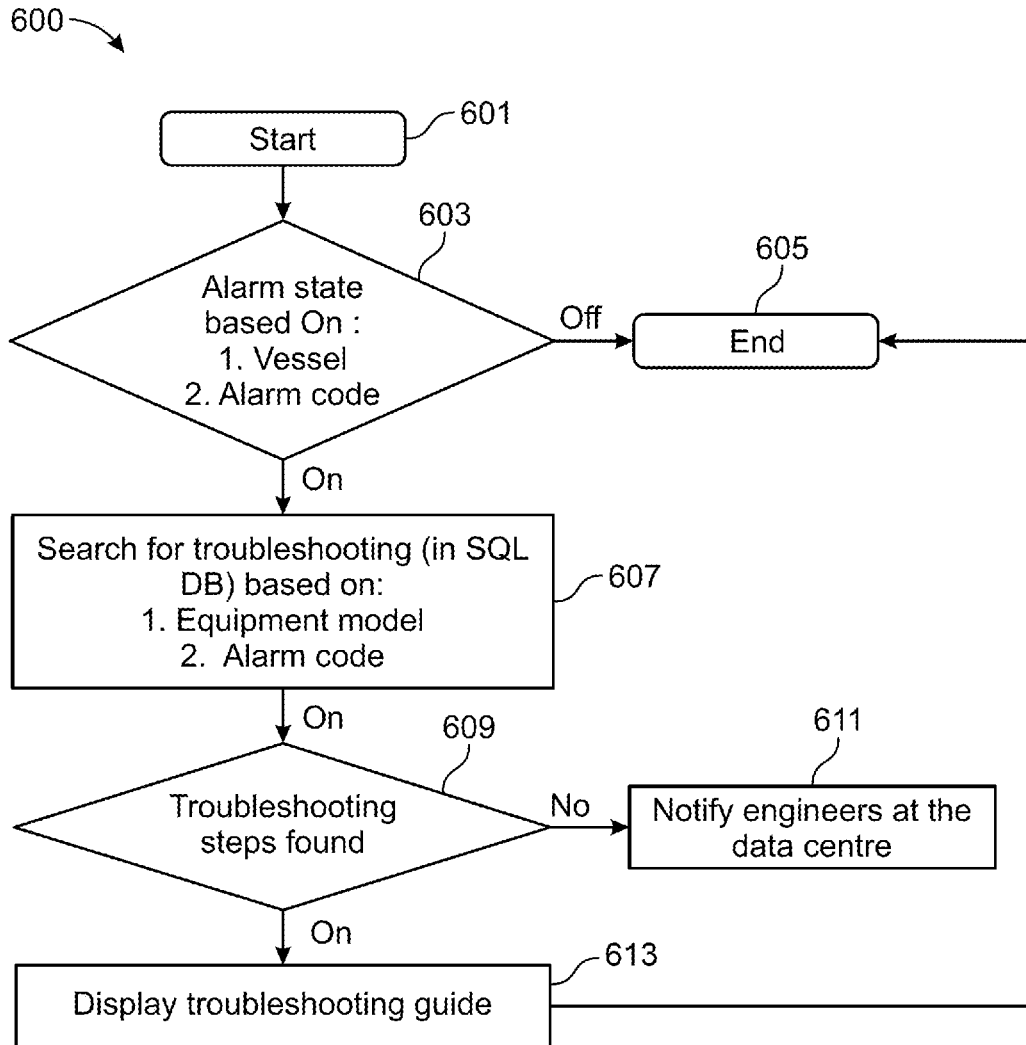 600
Start
601
603
Alarm state
based On :
1. Vessel
2. Alarm code
Off
605
End
On
Search for troubleshooting (in SQL
DB) based on:
1. Equipment model
2. Alarm code
607
On
609
Troubleshooting
steps found
No
611
Notify engineers at the
data centre
On
613
Display troubleshooting guide